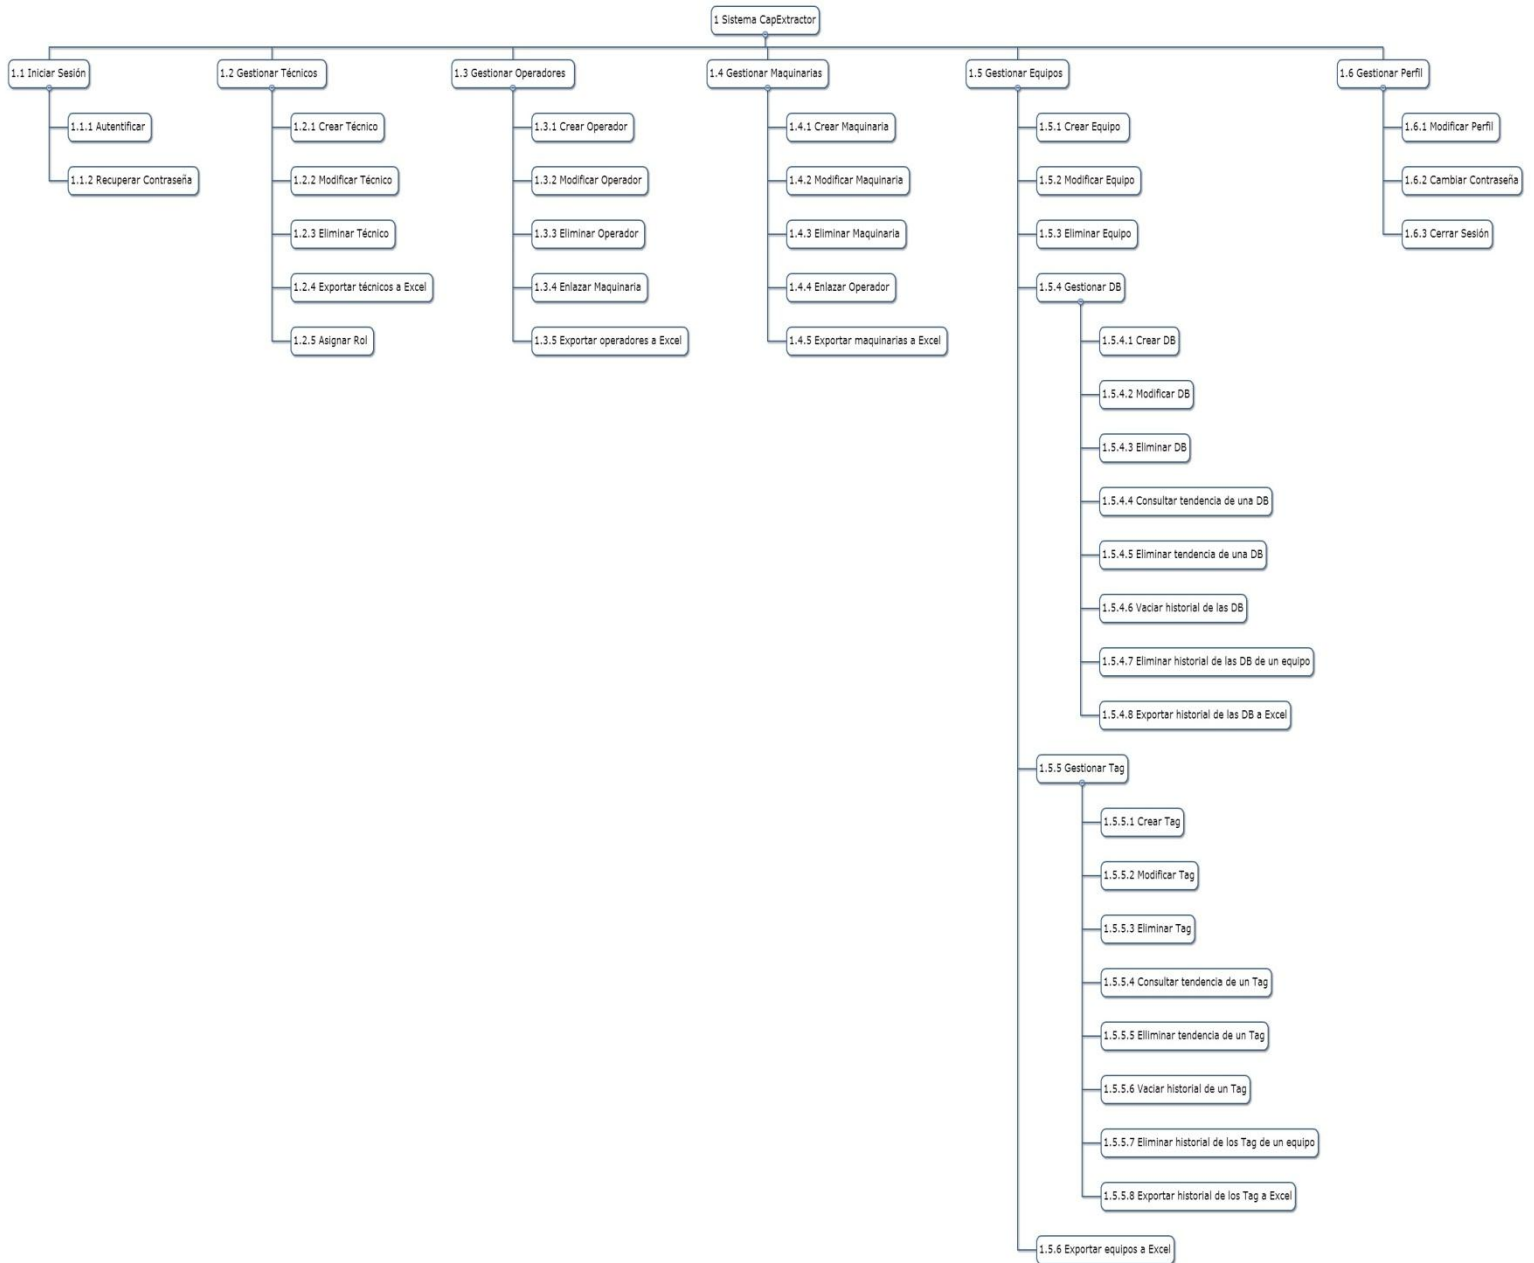 1 Sistema CapExtractor
1.1 Iniciar Sesión
1.1.1 Autentificar
1.1.2 Recuperar Contraseña
1.2 Gestionar Técnicos
1.2.1 Crear Técnico
1.2.2 Modificar Técnico
1.2.3 Eliminar Técnico
1.2.4 Exportar técnicos a Excel
1.2.5 Asignar Rol
1.3 Gestionar Operadores
1.3.1 Crear Operador
1.3.2 Modificar Operador
1.3.3 Eliminar Operador
1.3.4 Enlazar Maquinaria
1.3.5 Exportar operadores a Excel
1.4 Gestionar Maquinarias
1.4.1 Crear Maquinaria
1.4.2 Modificar Maquinaria
1.4.3 Eliminar Maquinaria
1.4.4 Enlazar Operador
1.4.5 Exportar maquinarias a Excel
1.5 Gestionar Equipos
1.5.1 Crear Equipo
1.5.2 Modificar Equipo
1.5.3 Eliminar Equipo
1.5.4 Gestionar DB
1.5.4.1 Crear DB
1.5.4.2 Modificar DB
1.5.4.3 Eliminar DB
1.5.4.4 Consultar tendencia de una DB
1.5.4.5 Eliminar tendencia de una DB
1.5.4.6 Vaciar historial de las DB
1.5.4.7 Eliminar historial de las DB de un equipo
1.5.4.8 Exportar historial de las DB a Excel
1.5.5 Gestionar Tag
1.5.5.1 Crear Tag
1.5.5.2 Modificar Tag
1.5.5.3 Eliminar Tag
1.5.5.4 Consultar tendencia de un Tag
1.5.5.5 Elliminar tendencia de un Tag
1.5.5.6 Vaciar historial de un Tag
1.5.5.7 Eliminar historial de los Tag de un equipo
1.5.5.8 Exportar historial de los Tag a Excel
1.5.6 Exportar equipos a Excel
1.6 Gestionar Perfil
1.6.1 Modificar Perfil
1.6.2 Cambiar Contraseña
1.6.3 Cerrar Sesión